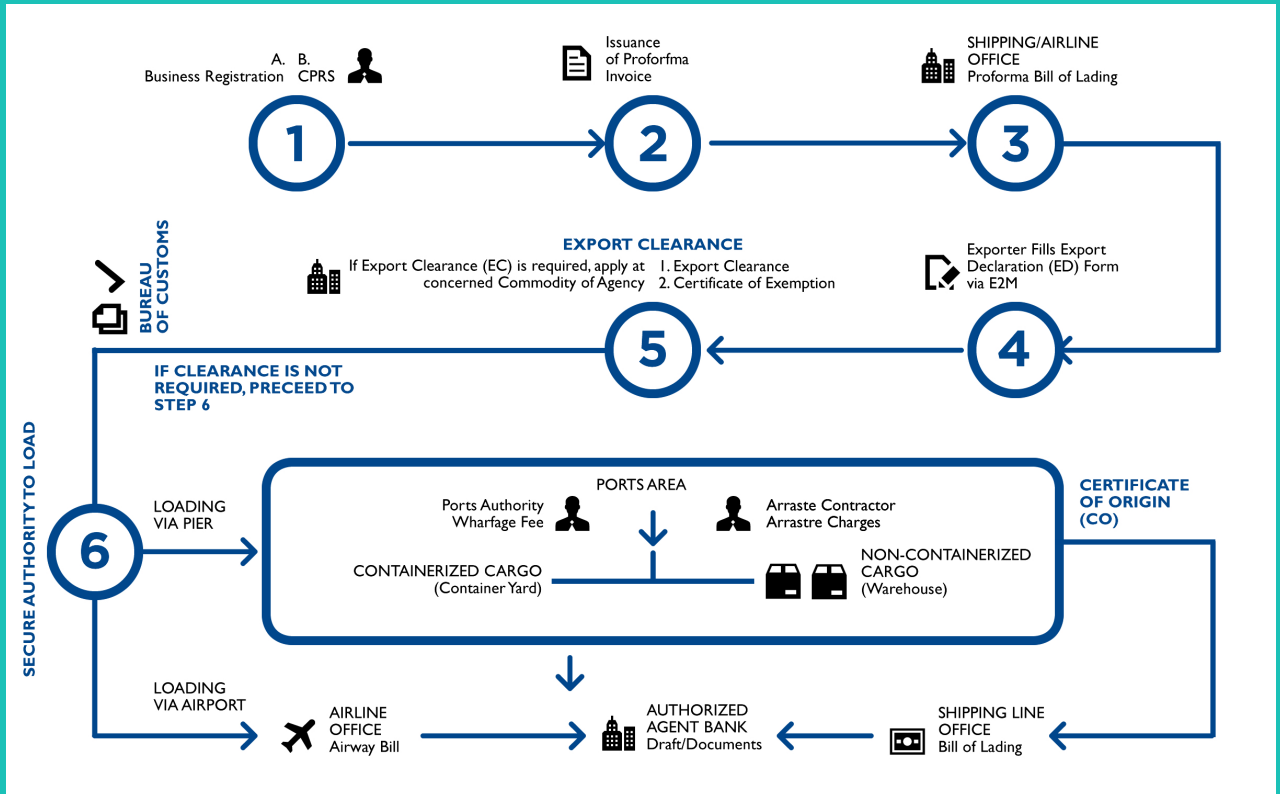 A. B.
Business Registration CPRS
1
Issuance
of Proforfma
Invoice
2
SHIPPING/AIRLINE
OFFICE
Proforma Bill of Lading
3
Exporter Fills Export
Declaration (ED) Form
via E2M
4
EXPORT CLEARANCE
If Export Clearance (EC) is required, apply at
concerned Commodity of Agency
1. Export Clearance
2. Certificate of Exemption
5
BUREAU
OF CUSTOMS
IF CLEARANCE IS NOT
REQUIRED, PRECEED TO
STEP 6
SECURE AUTHORITY TO LOAD
6
LOADING
VIA PIER
PORTS AREA
Ports Authority
Wharfage Fee
Arraste Contractor
Arrastre Charges
CONTAINERIZED CARGO
(Container Yard)
NON-CONTAINERIZED
CARGO
(Warehouse)
CERTIFICATE
OF ORIGIN
(CO)
LOADING
VIA AIRPORT
AIRLINE
OFFICE
Airway Bill
AUTHORIZED
AGENT BANK
Draft/Documents
SHIPPING LINE
OFFICE
Bill of Lading